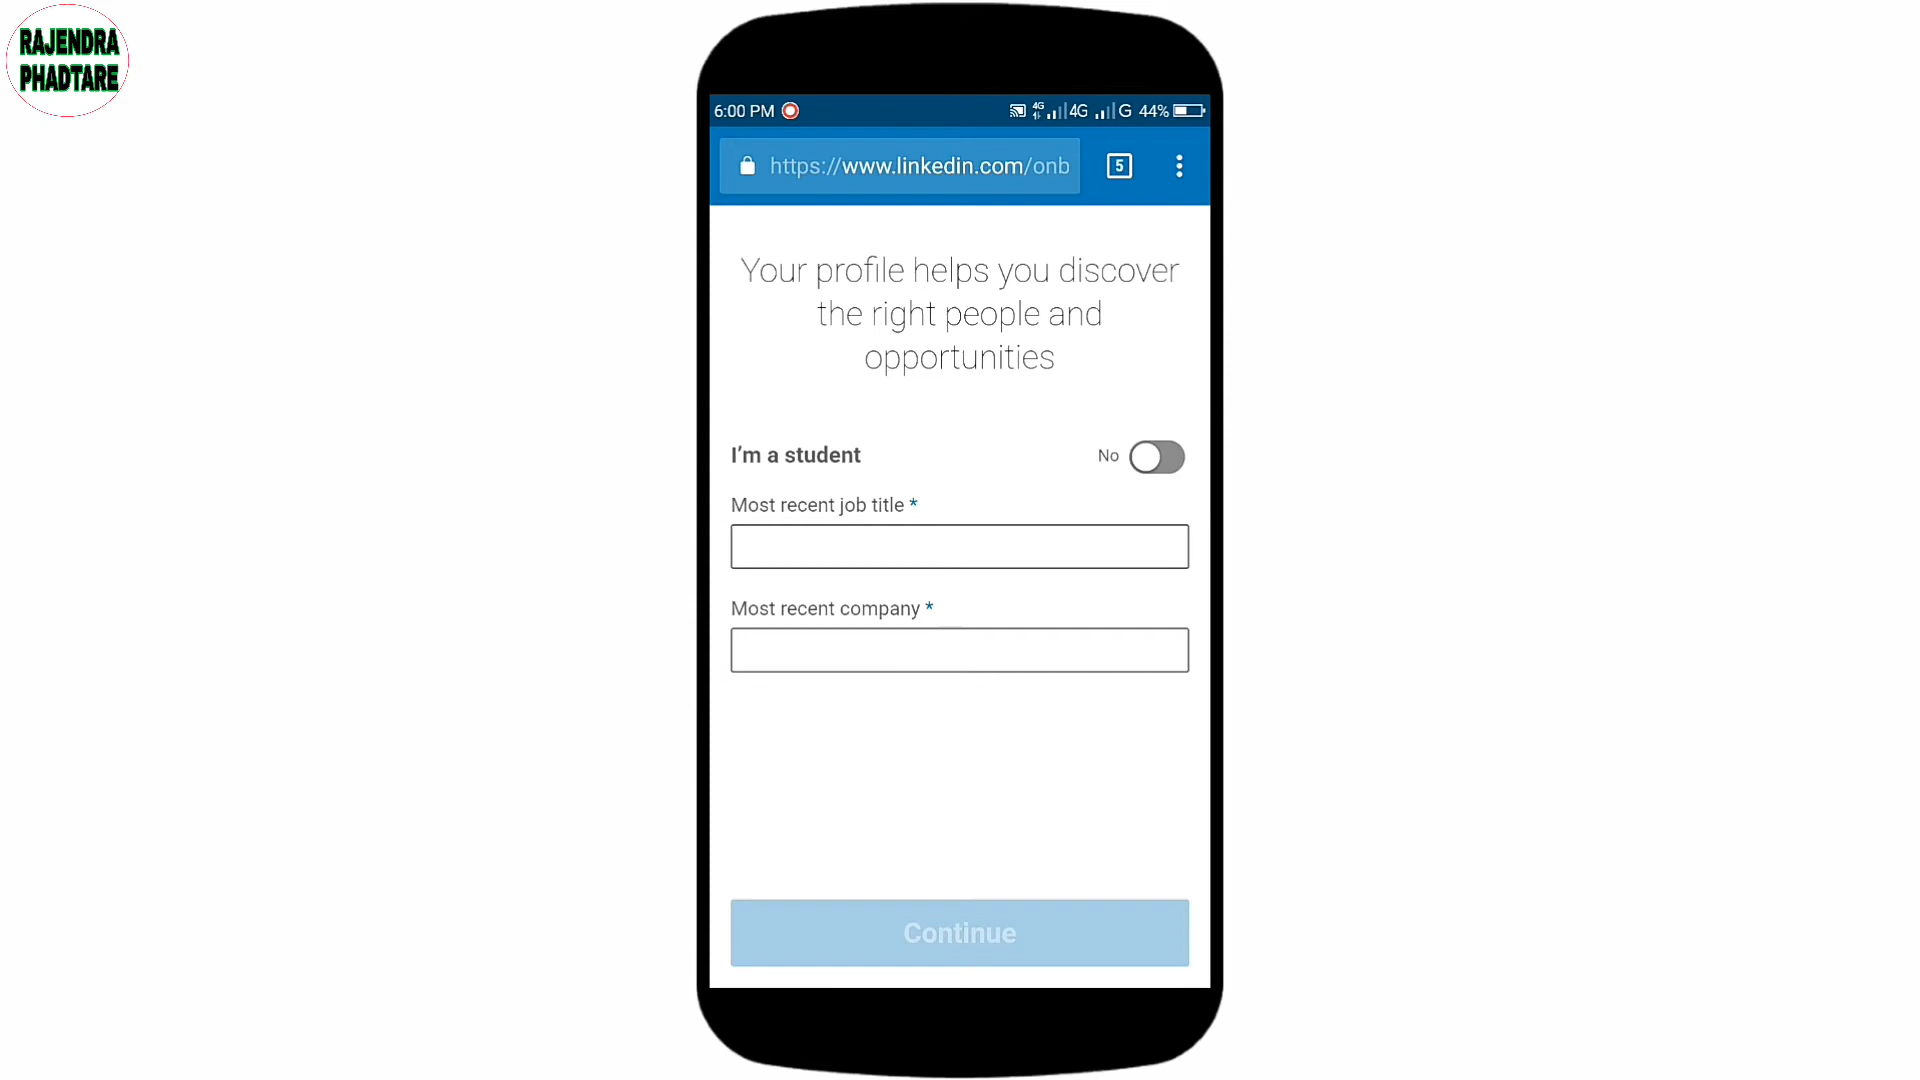 RAJENDRA
PHADTARE
6:00 PM 4G 4G G 44%
https://www.linkedin.com/onb 5
Your profile helps you discover
the right people and
opportunities
I'm a student No
Most recent job title *
Most recent company *
Continue